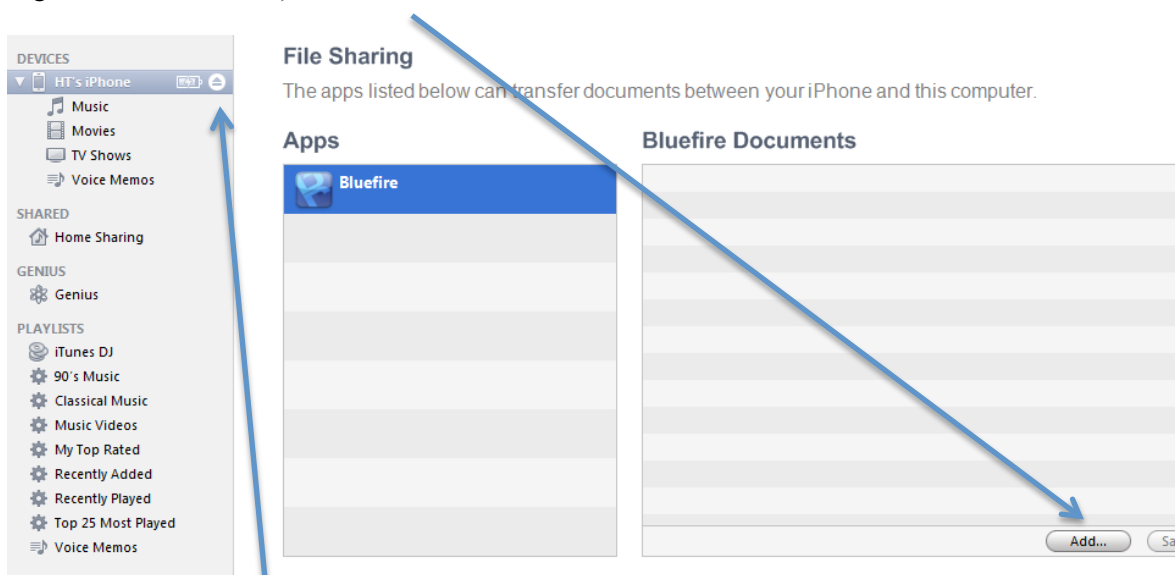 DEVICES
HT's iPhone
Music
Movies
TV Shows
Voice Memos
SHARED
Home Sharing
GENIUS
Genius
PLAYLISTS
iTunes DJ
90's Music
Classical Music
Music Videos
My Top Rated
Recently Added
Recently Played
Top 25 Most Played
Voice Memos
File Sharing
The apps listed below can transfer documents between your iPhone and this computer.
Apps
Bluefire
Bluefire Documents
Add...